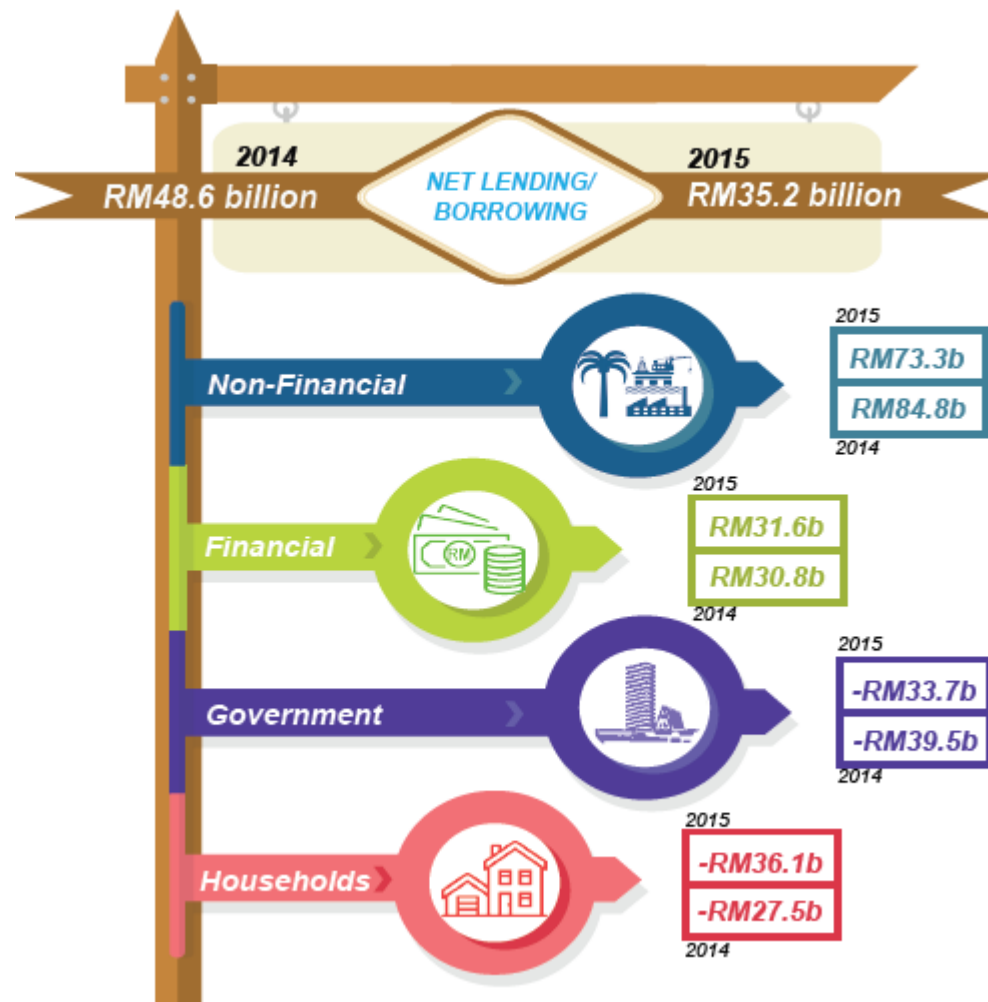 2014
2015
RM48.6 billion
NET LENDING/
BORROWING
RM35.2 billion
2015
Non-Financial
RM73.3b
RM84.8b
2014
2015
Financial
RM
RM31.6b
RM30.8b
2014
2015
Government
-RM33.7b
-RM39.5b
2014
2015
Households
-RM36.1b
-RM27.5b
2014